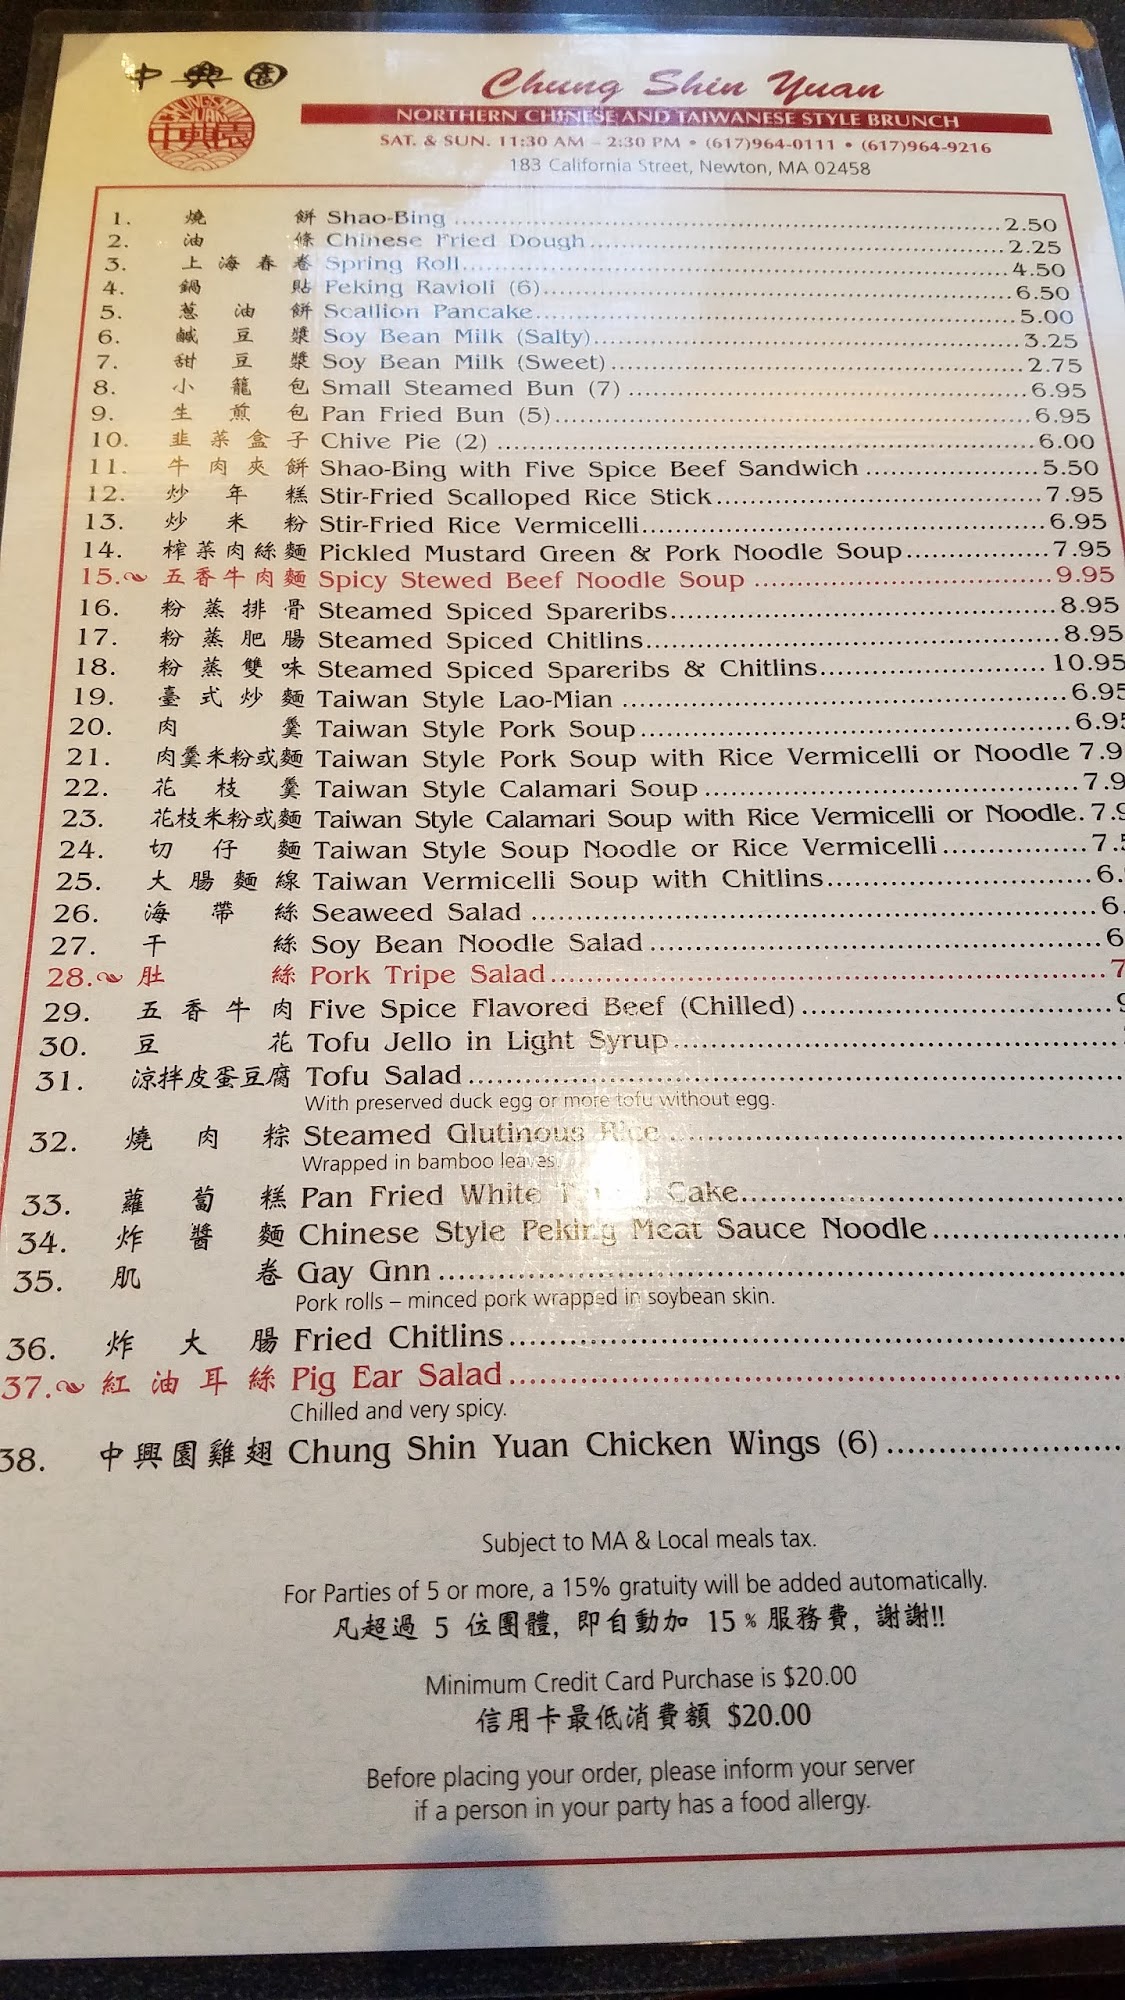 中興園
Chung Shin Yuan
CHUNG SHIN YUAN
中興園
NORTHERN CHINESE AND TAIWANESE STYLE BRUNCH
SAT. & SUN. 11:30 AM – 2:30 PM • (617)964-0111 • (617)964-9216
183 California Street, Newton, MA 02458
1. 燒餅 Shao-Bing 2.50
2. 油條 Chinese Fried Dough 2.25
3. 上海春卷 Spring Roll 4.50
4. 鍋貼 Peking Ravioli (6) 6.50
5. 蔥油餅 Scallion Pancake 5.00
6. 鹹豆漿 Soy Bean Milk (Salty) 3.25
7. 甜豆漿 Soy Bean Milk (Sweet) 2.75
8. 小籠包 Small Steamed Bun (7) 6.95
9. 生煎包 Pan Fried Bun (5) 6.95
10. 韭菜盒子 Chive Pie (2) 6.00
11. 牛肉夾餅 Shao-Bing with Five Spice Beef Sandwich 5.50
12. 炒年糕 Stir-Fried Scalloped Rice Stick 7.95
13. 炒米粉 Stir-Fried Rice Vermicelli 6.95
14. 榨菜肉絲麵 Pickled Mustard Green & Pork Noodle Soup 7.95
15. 五香牛肉麵 Spicy Stewed Beef Noodle Soup 9.95
16. 粉蒸排骨 Steamed Spiced Spareribs 8.95
17. 粉蒸肥腸 Steamed Spiced Chitlins 8.95
18. 粉蒸雙味 Steamed Spiced Spareribs & Chitlins 10.95
19. 臺式炒麵 Taiwan Style Lao-Mian 6.95
20. 肉羹 Taiwan Style Pork Soup 6.95
21. 肉羹米粉或麵 Taiwan Style Pork Soup with Rice Vermicelli or Noodle 7.9
22. 花枝羹 Taiwan Style Calamari Soup 7.9
23. 花枝米粉或麵 Taiwan Style Calamari Soup with Rice Vermicelli or Noodle. 7.9
24. 切仔麵 Taiwan Style Soup Noodle or Rice Vermicelli 7.5
25. 大腸麵線 Taiwan Vermicelli Soup with Chitlins 6.
26. 海帶絲 Seaweed Salad 6.
27. 干絲 Soy Bean Noodle Salad 6
28. 肚絲 Pork Tripe Salad 7
29. 五香牛肉 Five Spice Flavored Beef (Chilled)
30. 豆花 Tofu Jello in Light Syrup
31. 涼拌皮蛋豆腐 Tofu Salad
With preserved duck egg or more tofu without egg.
32. 燒肉粽 Steamed Glutinous Rice
Wrapped in bamboo leaves.
33. 蘿蔔糕 Pan Fried White Cake
34. 炸醬麵 Chinese Style Peking Meat Sauce Noodle
35. 肌卷 Gay Gnn
Pork rolls – minced pork wrapped in soybean skin.
36. 炸大腸 Fried Chitlins
37. 紅油耳絲 Pig Ear Salad
Chilled and very spicy.
38. 中興園雞翅 Chung Shin Yuan Chicken Wings (6)
Subject to MA & Local meals tax.
For Parties of 5 or more, a 15% gratuity will be added automatically.
凡超過 5 位團體, 即自動加 15% 服務費, 謝謝!!
Minimum Credit Card Purchase is $20.00
信用卡最低消費額 $20.00
Before placing your order, please inform your server
if a person in your party has a food allergy.